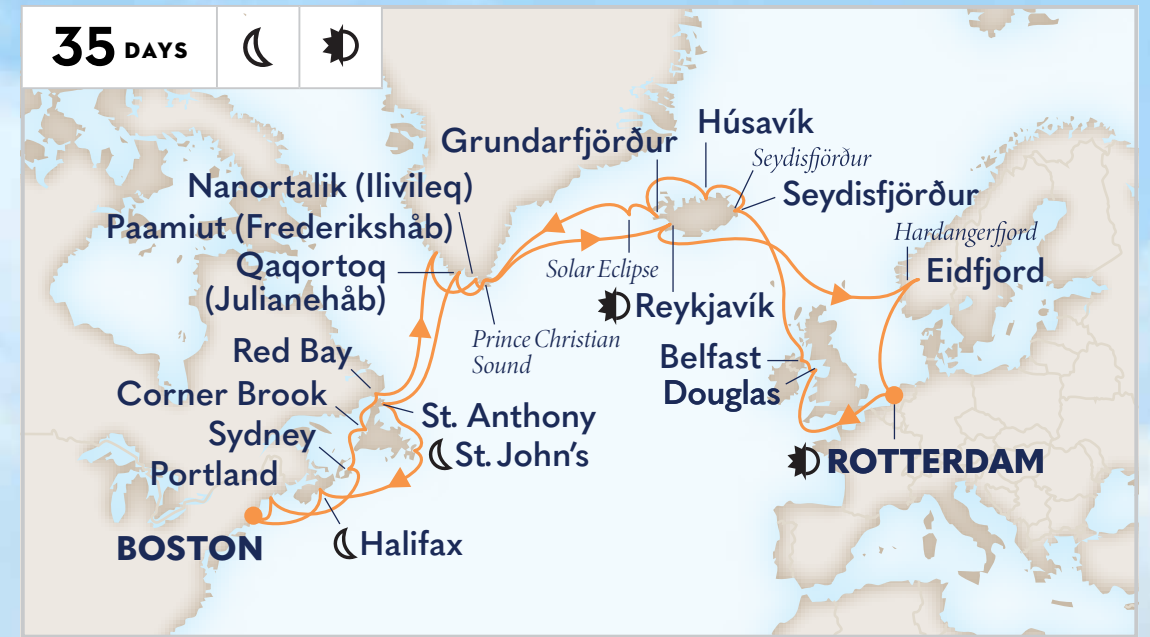 35 DAYS
Húsavík
Grundarfjörður
Seydisfjörður
Nanortalik (Ilivileq)
Seydisfjörður
Paamiut (Frederikshåb)
Hardangerfjord
Qaqortoq
(Julianehåb)
Solar Eclipse
Eidfjord
Reykjavík
Prince Christian
Sound
Red Bay
Belfast
Corner Brook
Douglas
St. Anthony
Sydney
St. John's
Portland
ROTTERDAM
BOSTON
Halifax